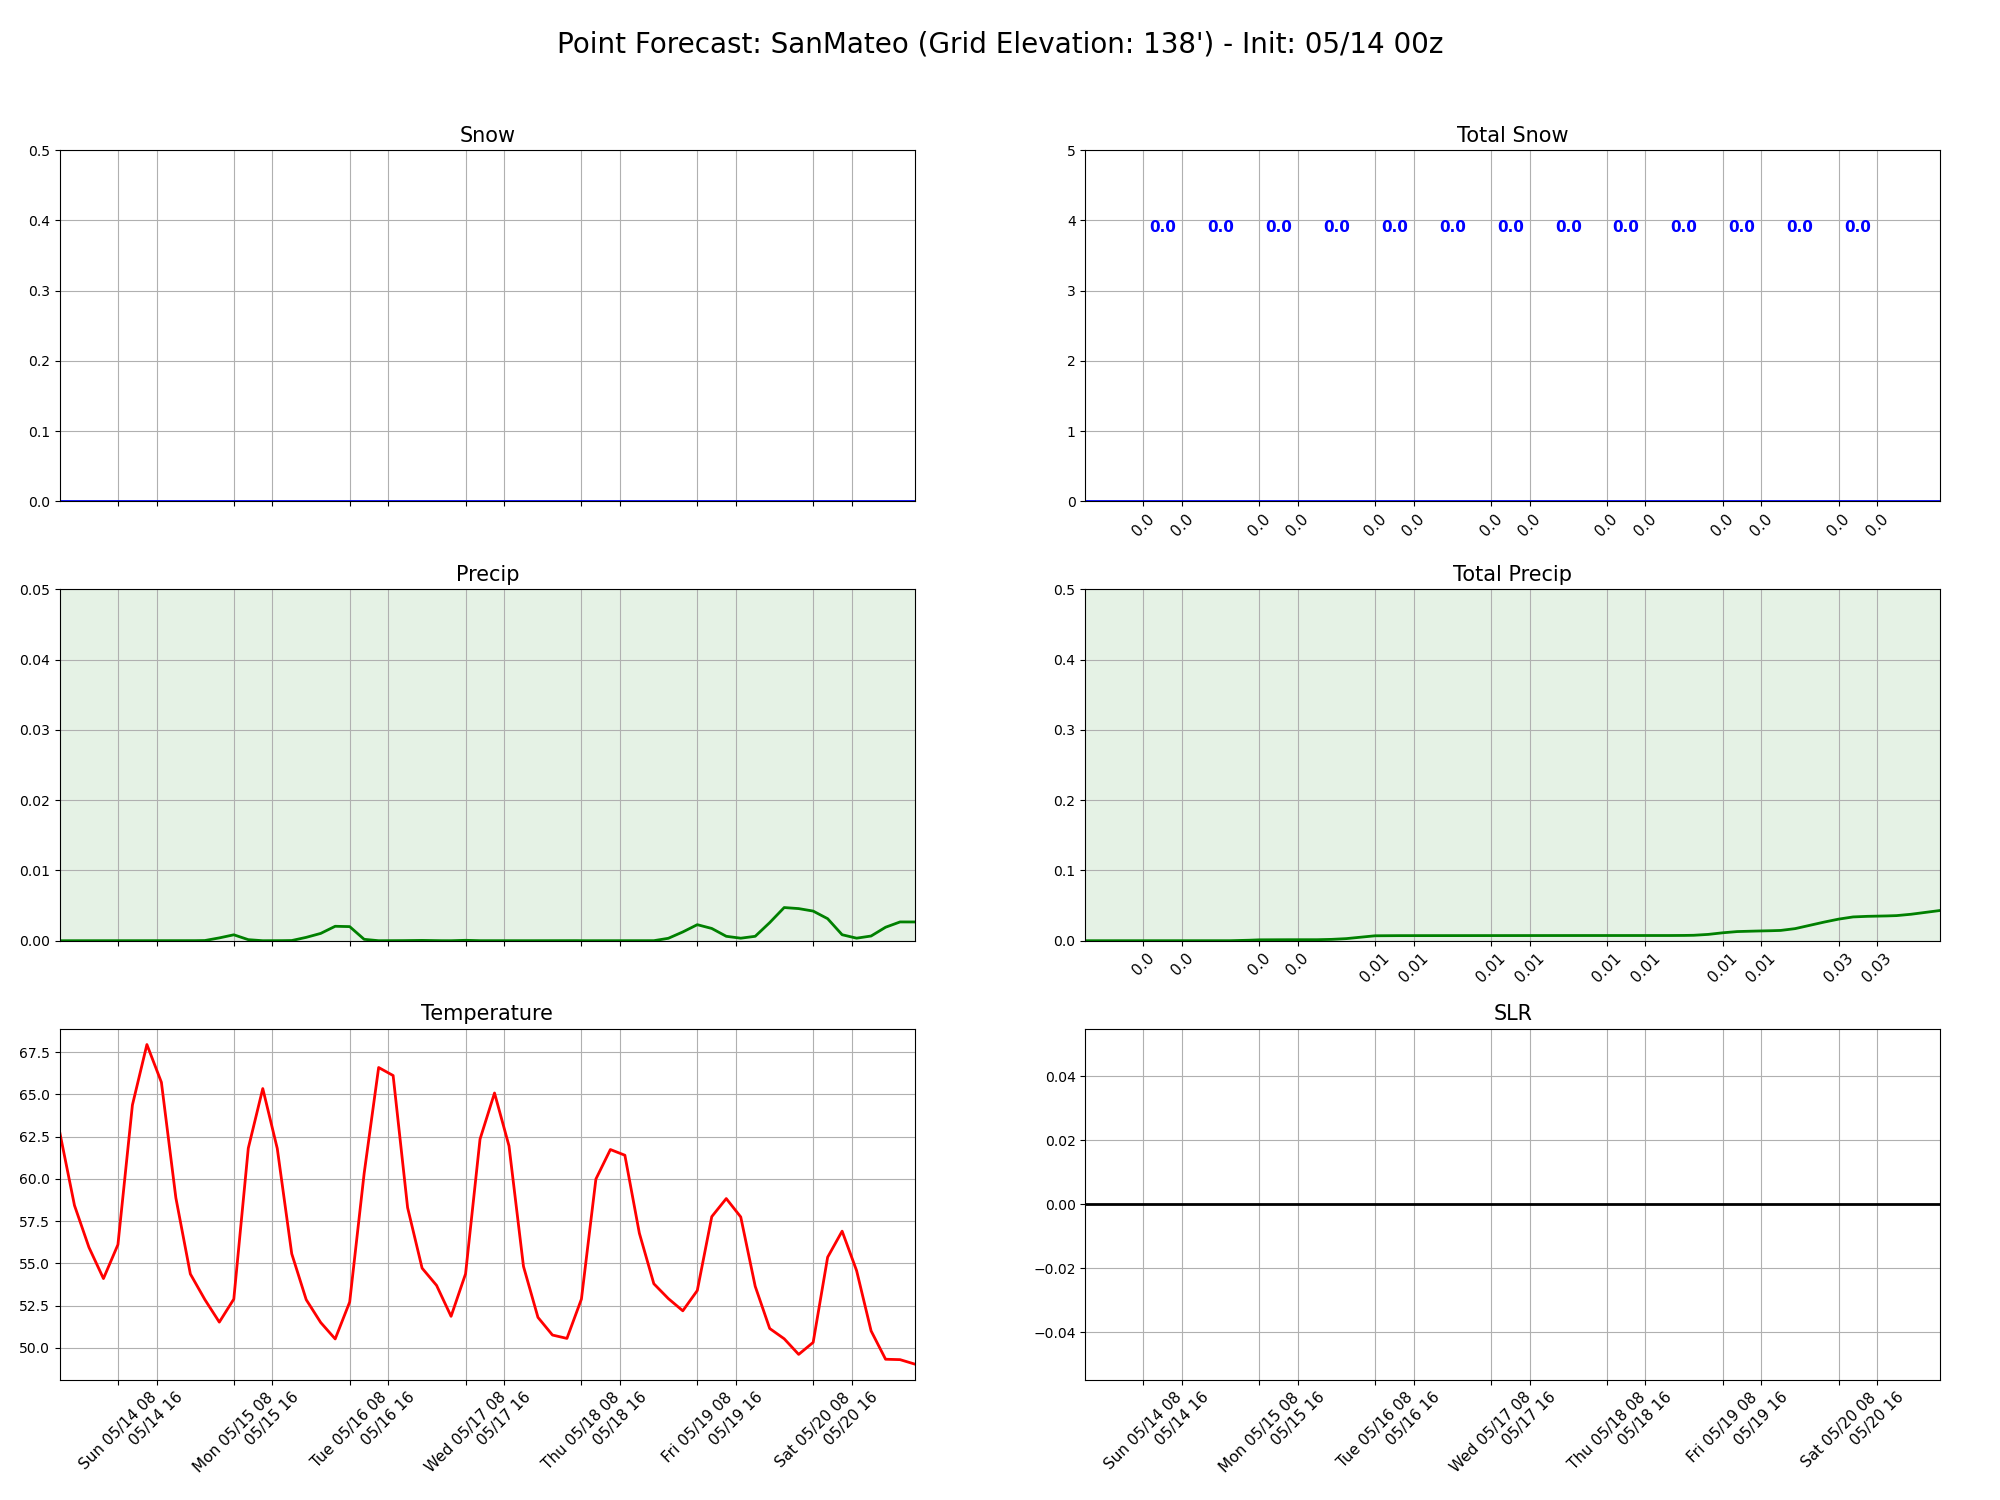 Point Forecast: SanMateo (Grid Elevation: 138') - Init: 05/14 00z
Snow
0.5
0.4
0.3
0.2
0.1
0.0
Total Snow
5
4
3
2
1
0
0.0 0.0 0.0 0.0 0.0 0.0 0.0 0.0 0.0 0.0 0.0 0.0 0.0
0.0 0.0 0.0 0.0 0.0 0.0 0.0 0.0 0.0 0.0 0.0 0.0 0.0 0.0
Precip
0.05
0.04
0.03
0.02
0.01
0.00
Total Precip
0.5
0.4
0.3
0.2
0.1
0.0
0.0 0.0 0.0 0.0 0.01 0.01 0.01 0.01 0.01 0.01 0.01 0.01 0.03 0.03
Temperature
67.5
65.0
62.5
60.0
57.5
55.0
52.5
50.0
Sun 05/14 08
05/14 16
Mon 05/15 08
05/15 16
Tue 05/16 08
05/16 16
Wed 05/17 08
05/17 16
Thu 05/18 08
05/18 16
Fri 05/19 08
05/19 16
Sat 05/20 08
05/20 16
SLR
0.04
0.02
0.00
−0.02
−0.04
Sun 05/14 08
05/14 16
Mon 05/15 08
05/15 16
Tue 05/16 08
05/16 16
Wed 05/17 08
05/17 16
Thu 05/18 08
05/18 16
Fri 05/19 08
05/19 16
Sat 05/20 08
05/20 16